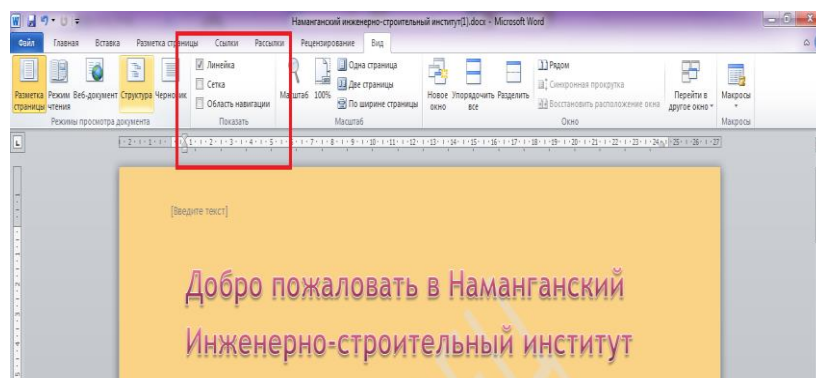 Наманганский инженерно-строительный институт(1).docx - Microsoft Word
Файл Главная Вставка Разметка страницы Ссылки Рассылки Рецензирование Вид
Разметка страницы
Режим чтения
Веб-документ
Структура
Черновик
Режимы просмотра документа
Линейка
Сетка
Область навигации
Показать
Масштаб
100%
Одна страница
Две страницы
По ширине страницы
Масштаб
Новое окно
Упорядочить все
Разделить
Рядом
Синхронная прокрутка
Восстановить расположение окна
Перейти в другое окно
Окно
Макросы
Макросы
[Введите текст]
Добро пожаловать в Наманганский
Инженерно-строительный институт